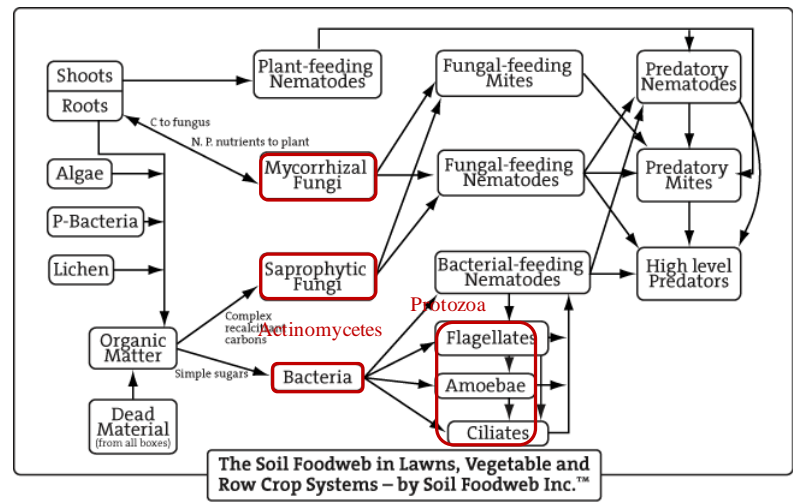 Shoots
Roots
Plant-feeding
Nematodes
Fungal-feeding
Mites
Predatory
Nematodes
C to fungus
N. P. nutrients to plant
Algae
Mycorrhizal
Fungi
Fungal-feeding
Nematodes
Predatory
Mites
P-Bacteria
Lichen
Saprophytic
Fungi
Bacterial-feeding
Nematodes
High level
Predators
Protozoa
Complex
recalcitrant
carbons
Actinomycetes
Organic
Matter
Flagellates
Simple sugars
Bacteria
Amoebae
Dead
Material
(from all boxes)
Ciliates
The Soil Foodweb in Lawns, Vegetable and
Row Crop Systems – by Soil Foodweb Inc.™